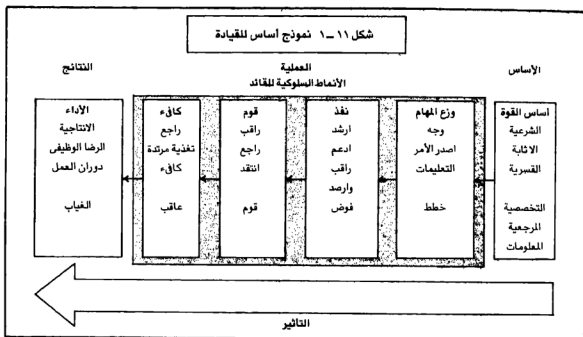 شكل ١١ – ١ نموذج أساس للقيادة
الأساس
العملية
النتائج
الأنماط السلوكية للقائد
أساس القوة
الشرعية
الاثابة
القسرية
التخصصية
المرجعية
المعلومات
وزع المهام
وجه
اصدر الأمر
التعليمات
خطط
نفذ
ارشد
ادعم
راقب
وارصد
فوض
قوم
راقب
راجع
انتقد
قوم
كافىء
راجع
تغذية مرتدة
كافىء
عاقب
الأداء
الانتاجية
الرضا الوظيفى
دوران العمل
الغياب
التأثير